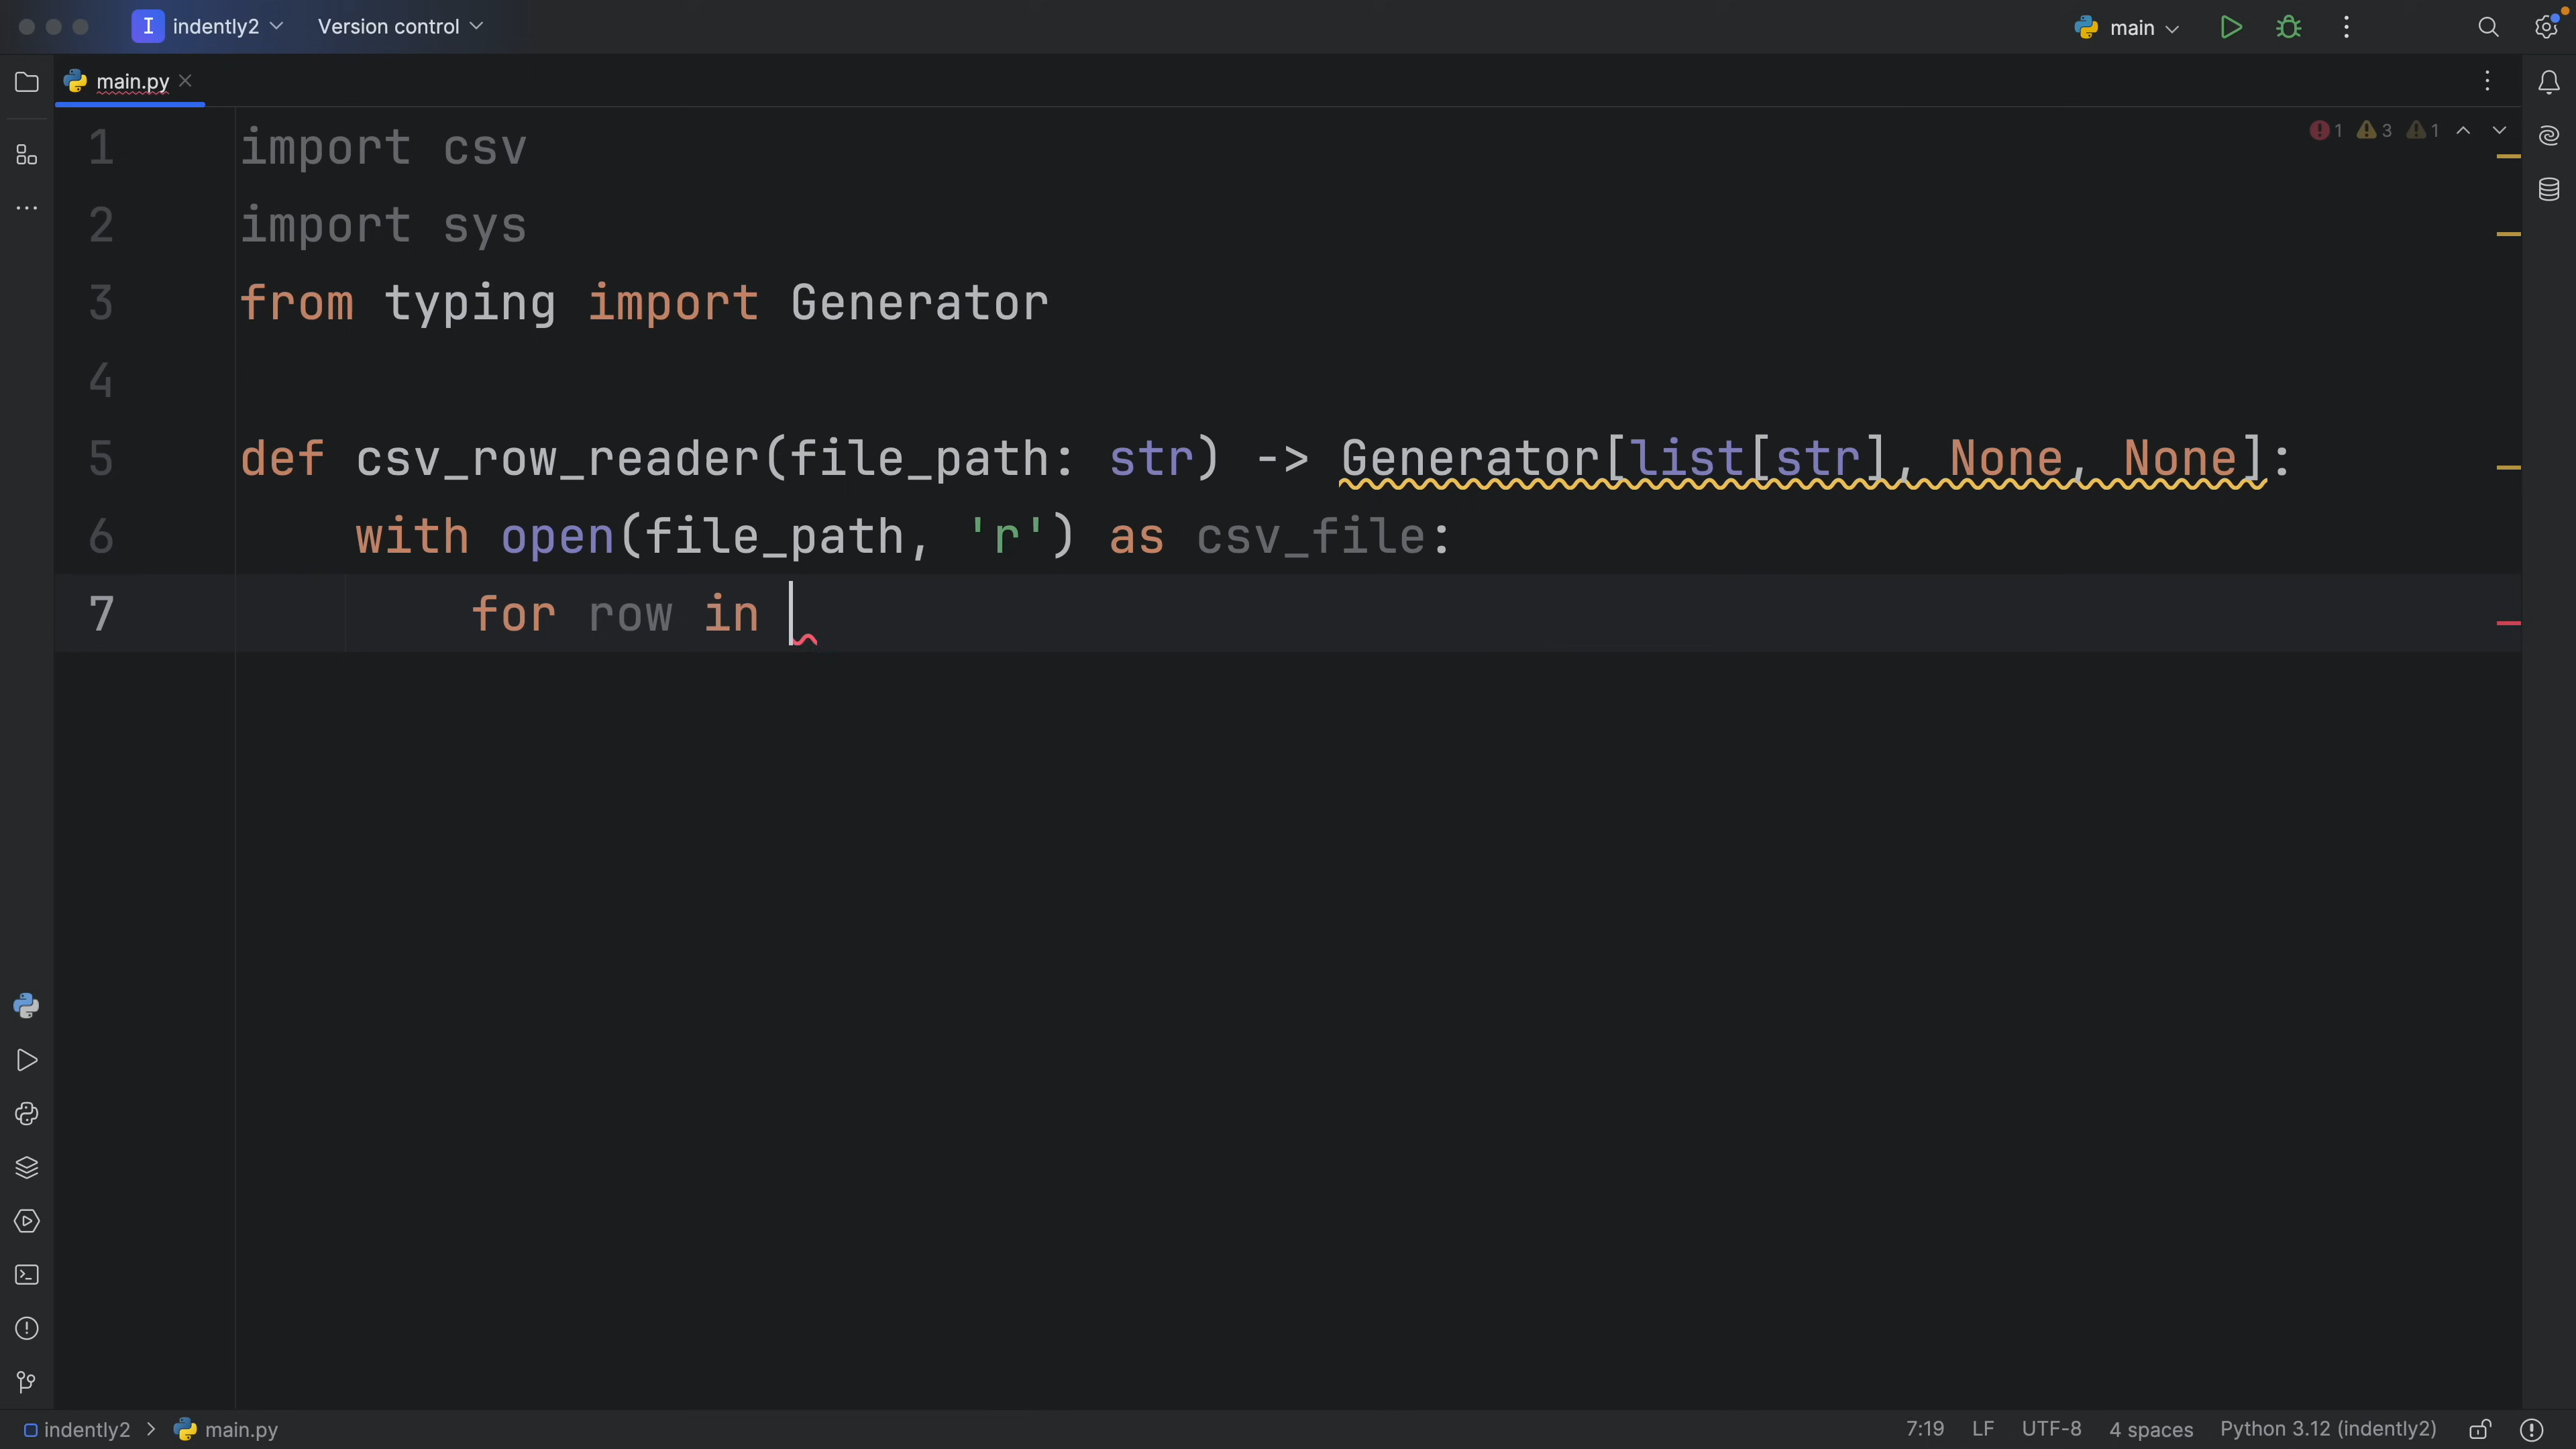 I indently2 Version control main
main.py
1 3 1
1 import csv
2 import sys
3 from typing import Generator
4
5 def csv_row_reader(file_path: str) -> Generator[list[str], None, None]:
6 with open(file_path, 'r') as csv_file:
7 for row in
indently2 > main.py 7:19 LF UTF-8 4 spaces Python 3.12 (indently2)